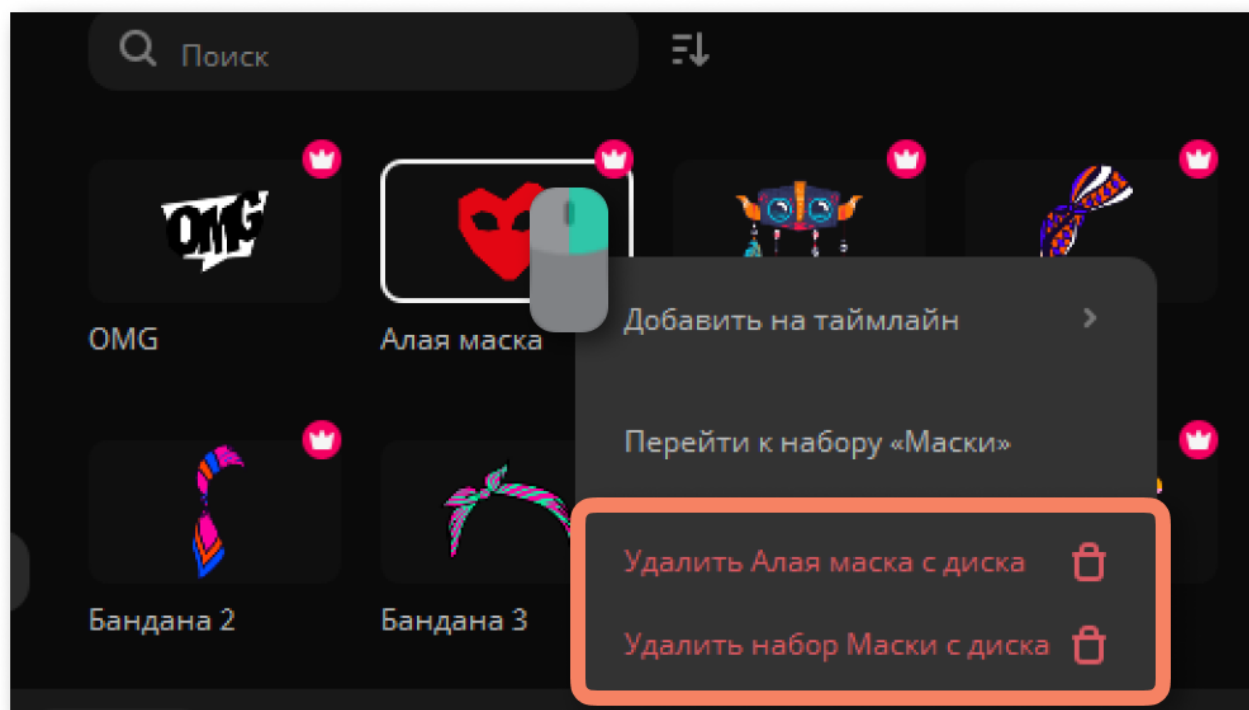 Поиск
OMG
OMG
Алая маска
Добавить на таймлайн
Перейти к набору «Маски»
Удалить Алая маска с диска
Удалить набор Маски с диска
Бандана 2
Бандана 3